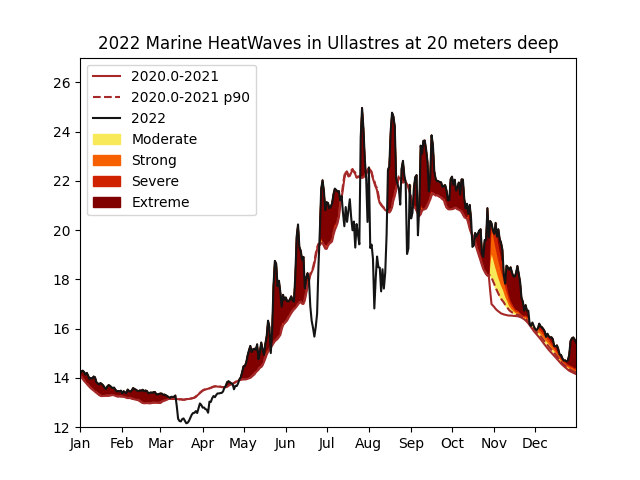 2022 Marine HeatWaves in Ullastres at 20 meters deep
2020.0-2021
2020.0-2021 p90
2022
Moderate
Strong
Severe
Extreme
26
24
22
20
18
16
14
12
Jan Feb Mar Apr May Jun Jul Aug Sep Oct Nov Dec